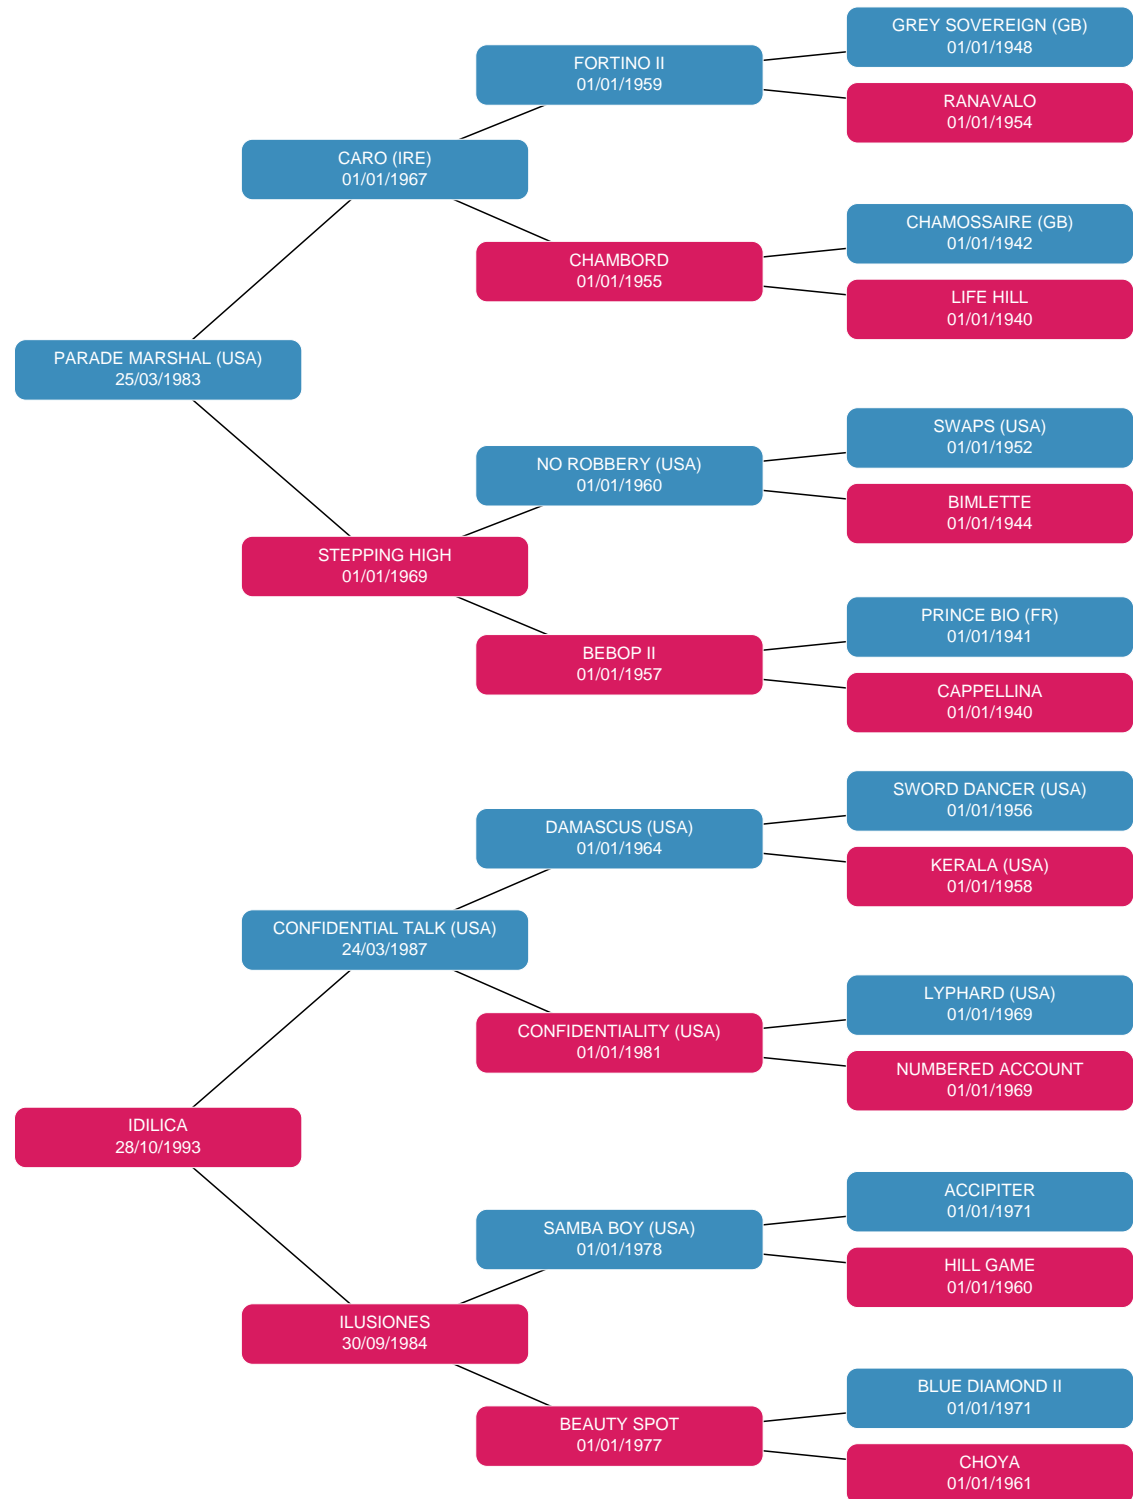 GREY SOVEREIGN (GB)
01/01/1948
FORTINO II
01/01/1959
RANAVALO
01/01/1954
CARO (IRE)
01/01/1967
CHAMOSSAIRE (GB)
01/01/1942
CHAMBORD
01/01/1955
LIFE HILL
01/01/1940
PARADE MARSHAL (USA)
25/03/1983
SWAPS (USA)
01/01/1952
NO ROBBERY (USA)
01/01/1960
BIMLETTE
01/01/1944
STEPPING HIGH
01/01/1969
PRINCE BIO (FR)
01/01/1941
BEBOP II
01/01/1957
CAPPELLINA
01/01/1940
SWORD DANCER (USA)
01/01/1956
DAMASCUS (USA)
01/01/1964
KERALA (USA)
01/01/1958
CONFIDENTIAL TALK (USA)
24/03/1987
LYPHARD (USA)
01/01/1969
CONFIDENTIALITY (USA)
01/01/1981
NUMBERED ACCOUNT
01/01/1969
IDILICA
28/10/1993
ACCIPITER
01/01/1971
SAMBA BOY (USA)
01/01/1978
HILL GAME
01/01/1960
ILUSIONES
30/09/1984
BLUE DIAMOND II
01/01/1971
BEAUTY SPOT
01/01/1977
CHOYA
01/01/1961